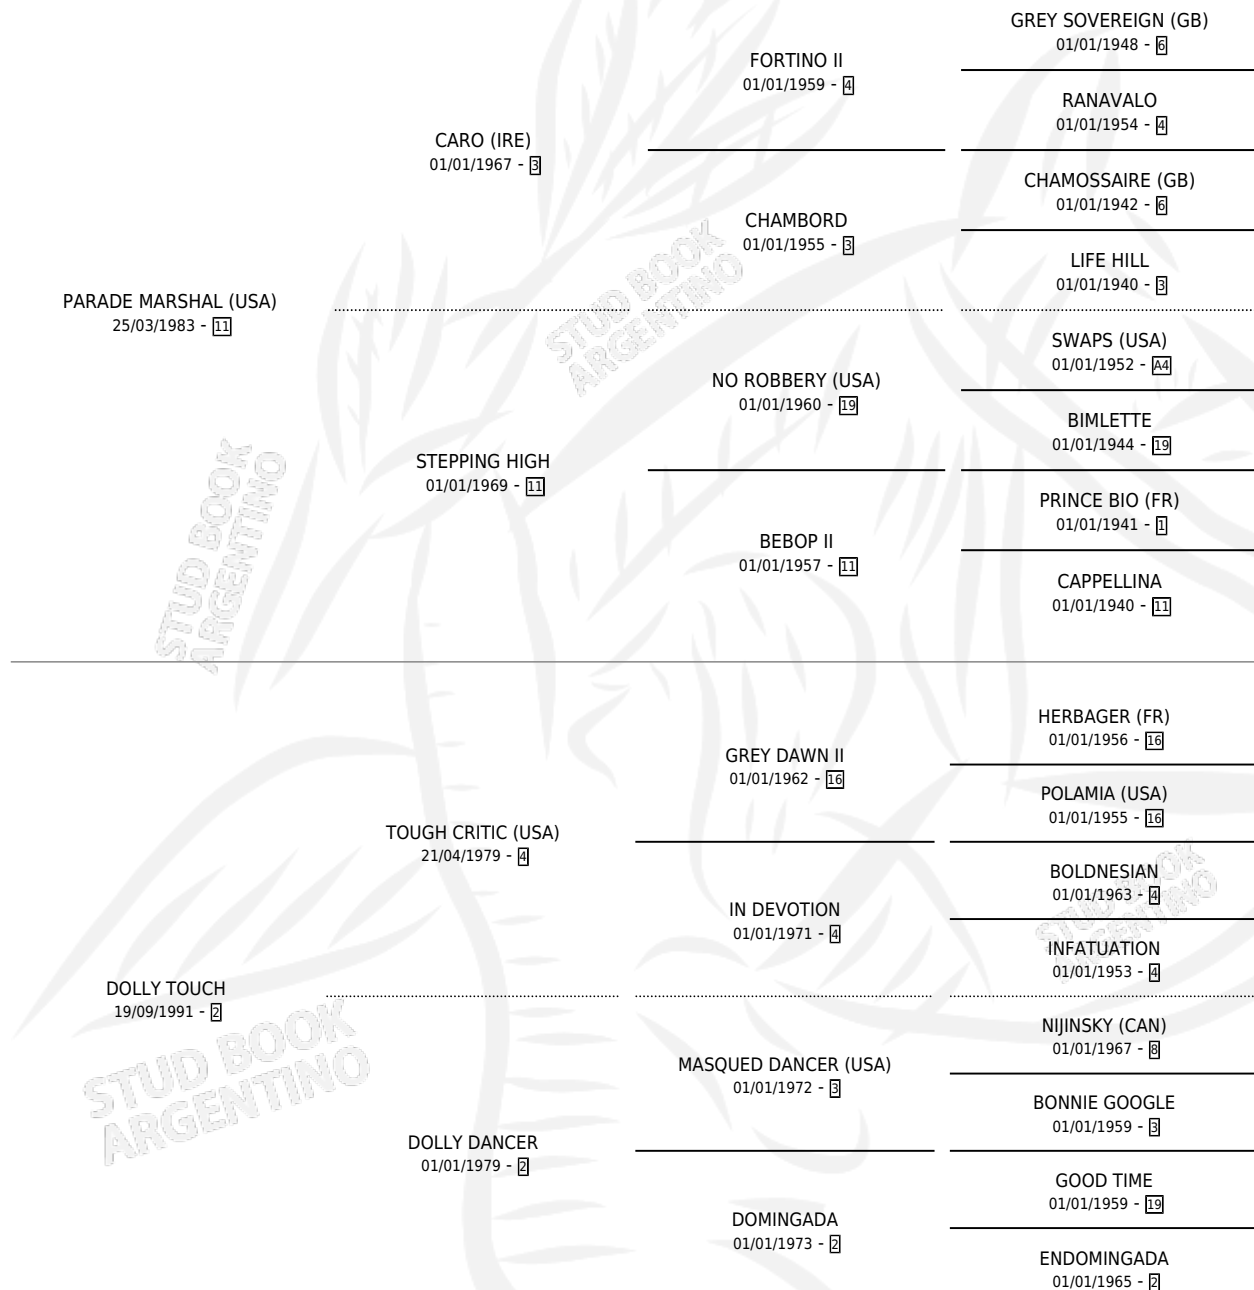 GREY SOVEREIGN (GB)
01/01/1948 - 6
FORTINO II
01/01/1959 - 4
RANAVALO
01/01/1954 - 4
CARO (IRE)
01/01/1967 - 3
CHAMOSSAIRE (GB)
01/01/1942 - 6
CHAMBORD
01/01/1955 - 3
LIFE HILL
01/01/1940 - 3
PARADE MARSHAL (USA)
25/03/1983 - 11
SWAPS (USA)
01/01/1952 - A4
NO ROBBERY (USA)
01/01/1960 - 19
BIMLETTE
01/01/1944 - 19
STEPPING HIGH
01/01/1969 - 11
PRINCE BIO (FR)
01/01/1941 - 1
BEBOP II
01/01/1957 - 11
CAPPELLINA
01/01/1940 - 11
HERBAGER (FR)
01/01/1956 - 16
GREY DAWN II
01/01/1962 - 16
POLAMIA (USA)
01/01/1955 - 16
TOUGH CRITIC (USA)
21/04/1979 - 4
BOLDNESIAN
01/01/1963 - 4
IN DEVOTION
01/01/1971 - 4
INFATUATION
01/01/1953 - 4
DOLLY TOUCH
19/09/1991 - 2
NIJINSKY (CAN)
01/01/1967 - 8
MASQUED DANCER (USA)
01/01/1972 - 3
BONNIE GOOGLE
01/01/1959 - 3
DOLLY DANCER
01/01/1979 - 2
GOOD TIME
01/01/1959 - 19
DOMINGADA
01/01/1973 - 2
ENDOMINGADA
01/01/1965 - 2
STUD BOOK
ARGENTINO
STUD BOOK
ARGENTINO
STUD BOOK
ARGENTINO
STUD BOOK
ARGENTINO